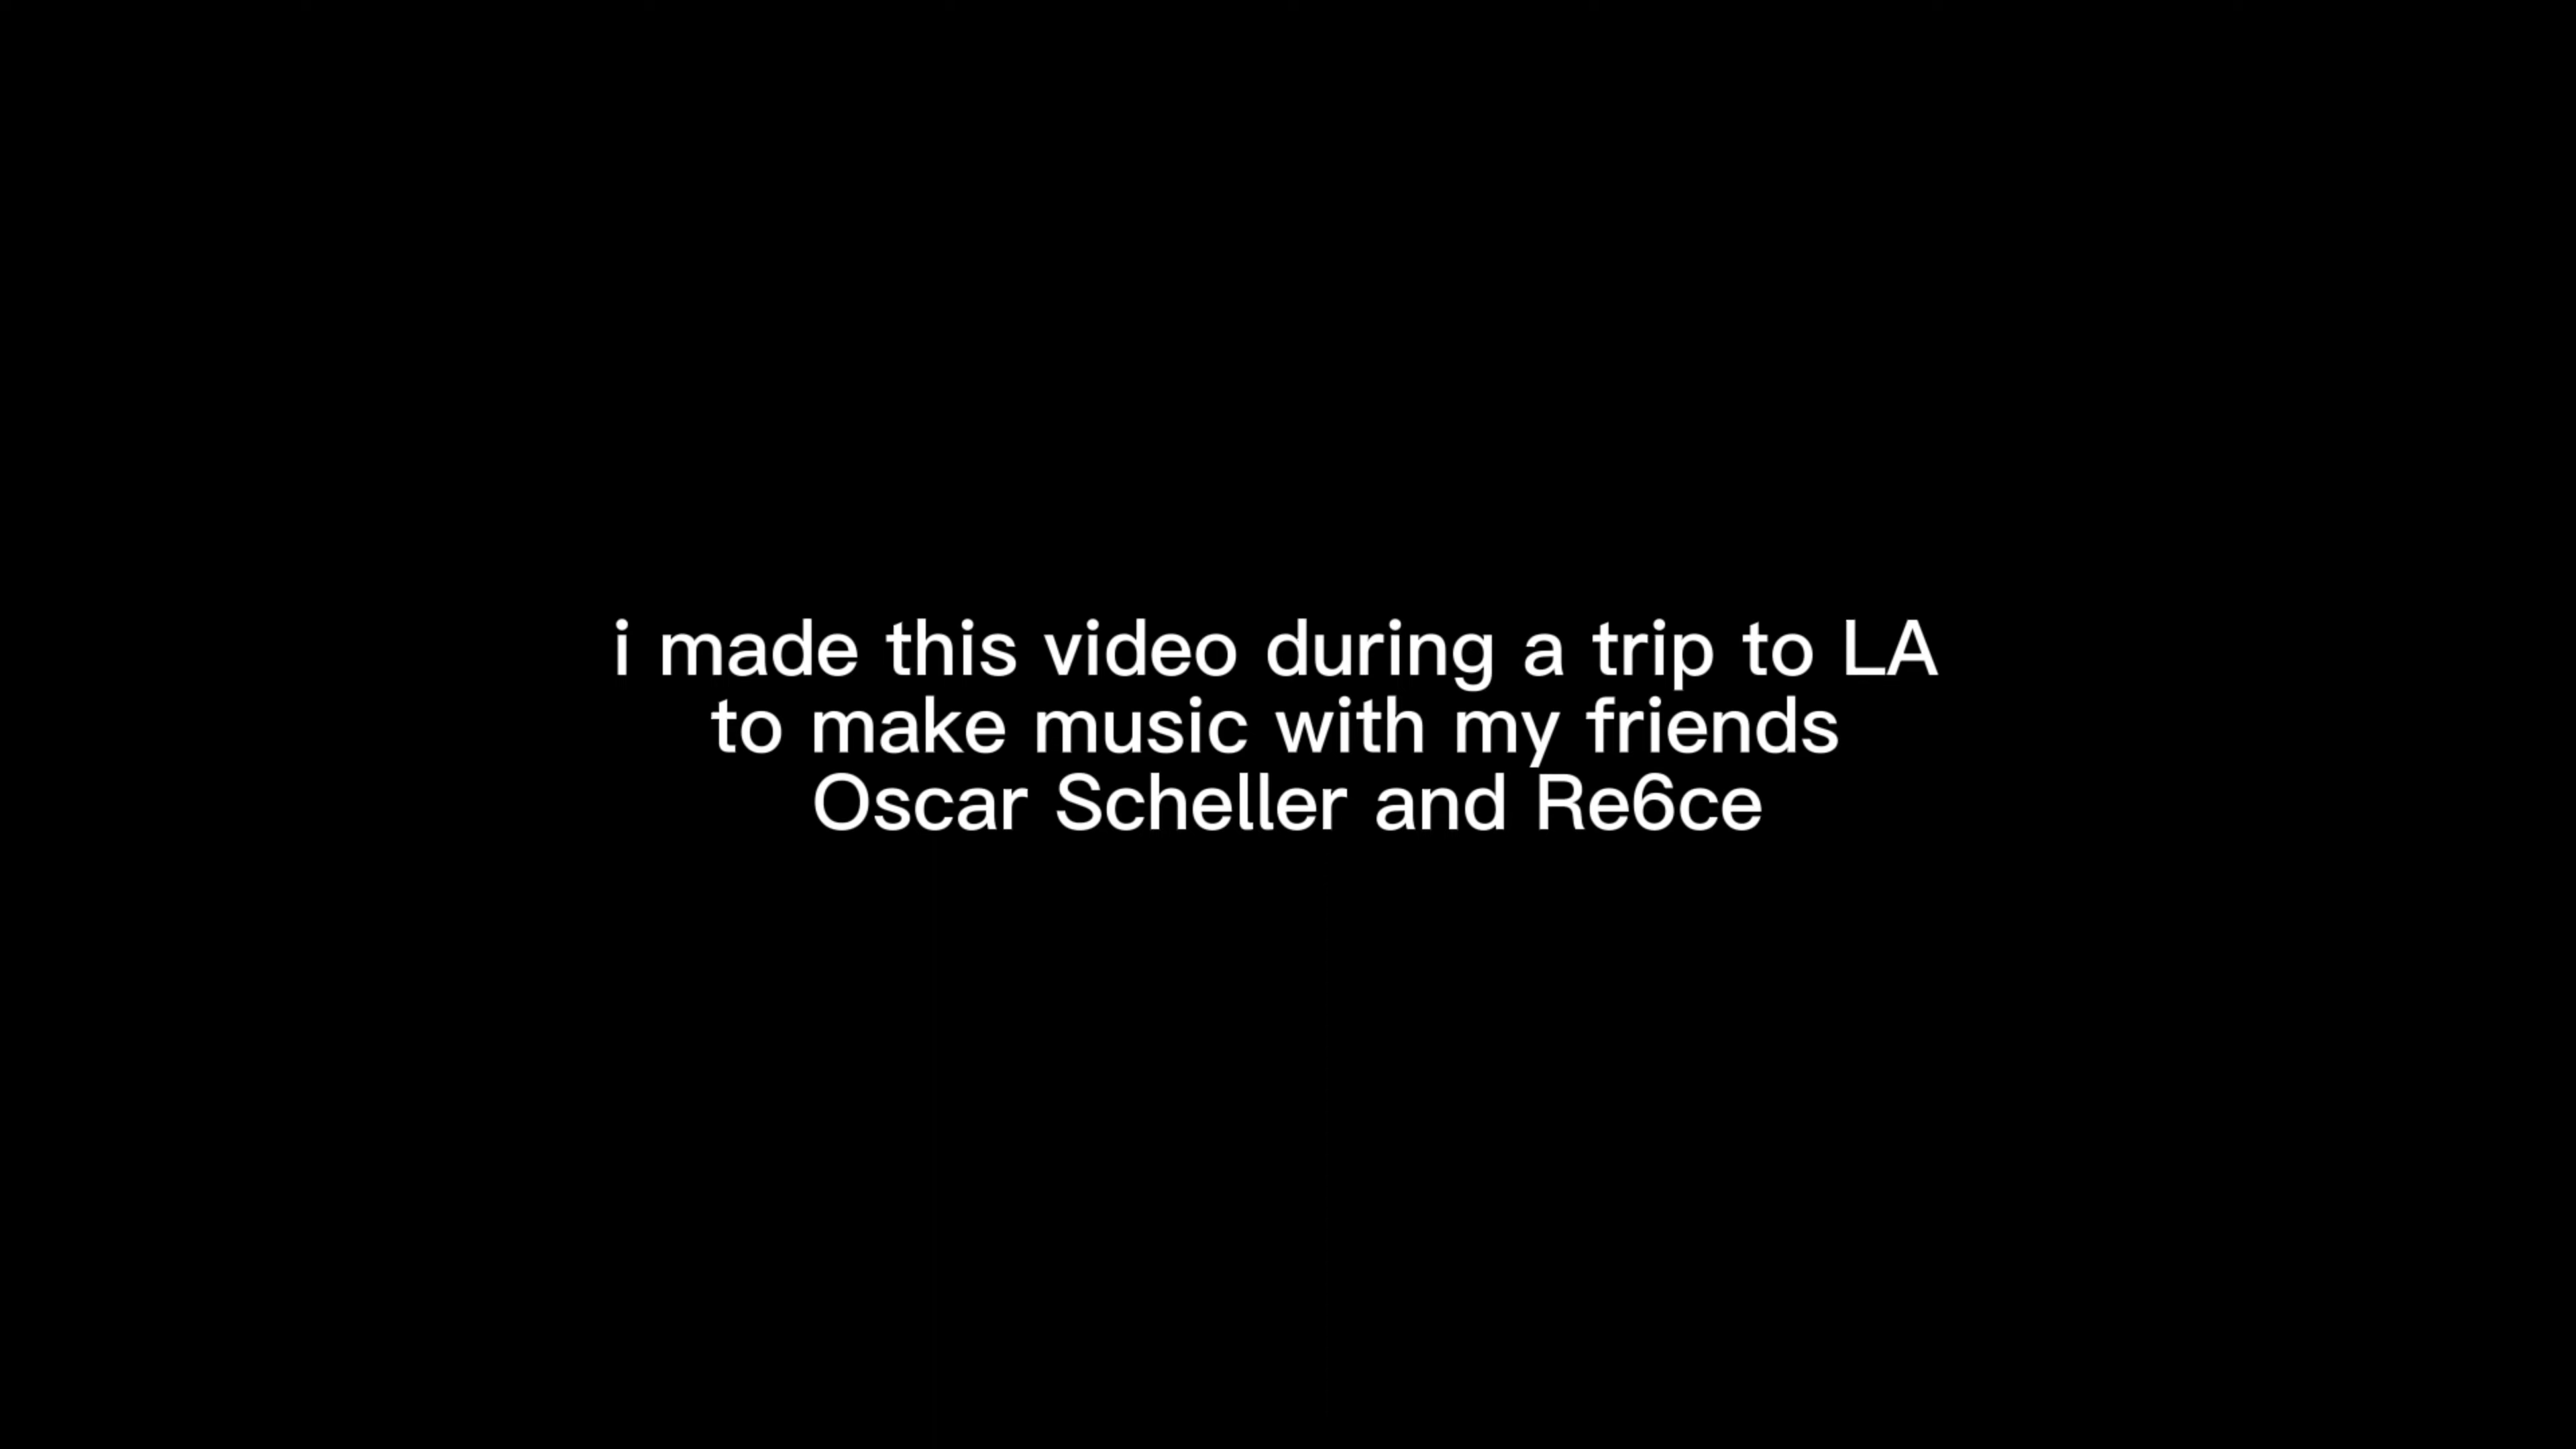 i made this video during a trip to LA
to make music with my friends
Oscar Scheller and Re6ce